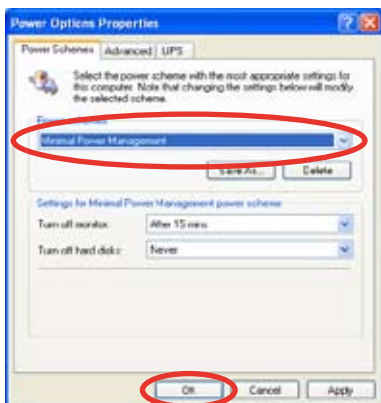 Power Options Properties
Power Schemes Advanced UPS
Select the power scheme with the most appropriate settings for
this computer. Note that changing the settings below will modify
the selected scheme.
Power schemes
Minimal Power Management
Save As... Delete
Settings for Minimal Power Management power scheme
Turn off monitor: After 15 mins
Turn off hard disks: Never
OK Cancel Apply